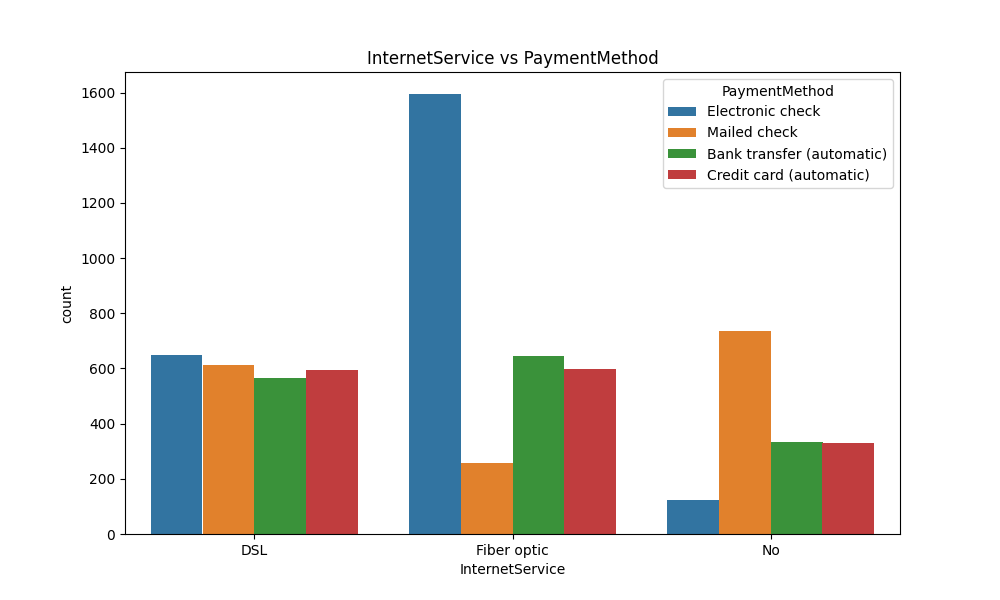 InternetService vs PaymentMethod
PaymentMethod
Electronic check
Mailed check
Bank transfer (automatic)
Credit card (automatic)
count
1600
1400
1200
1000
800
600
400
200
0
DSL
Fiber optic
No
InternetService